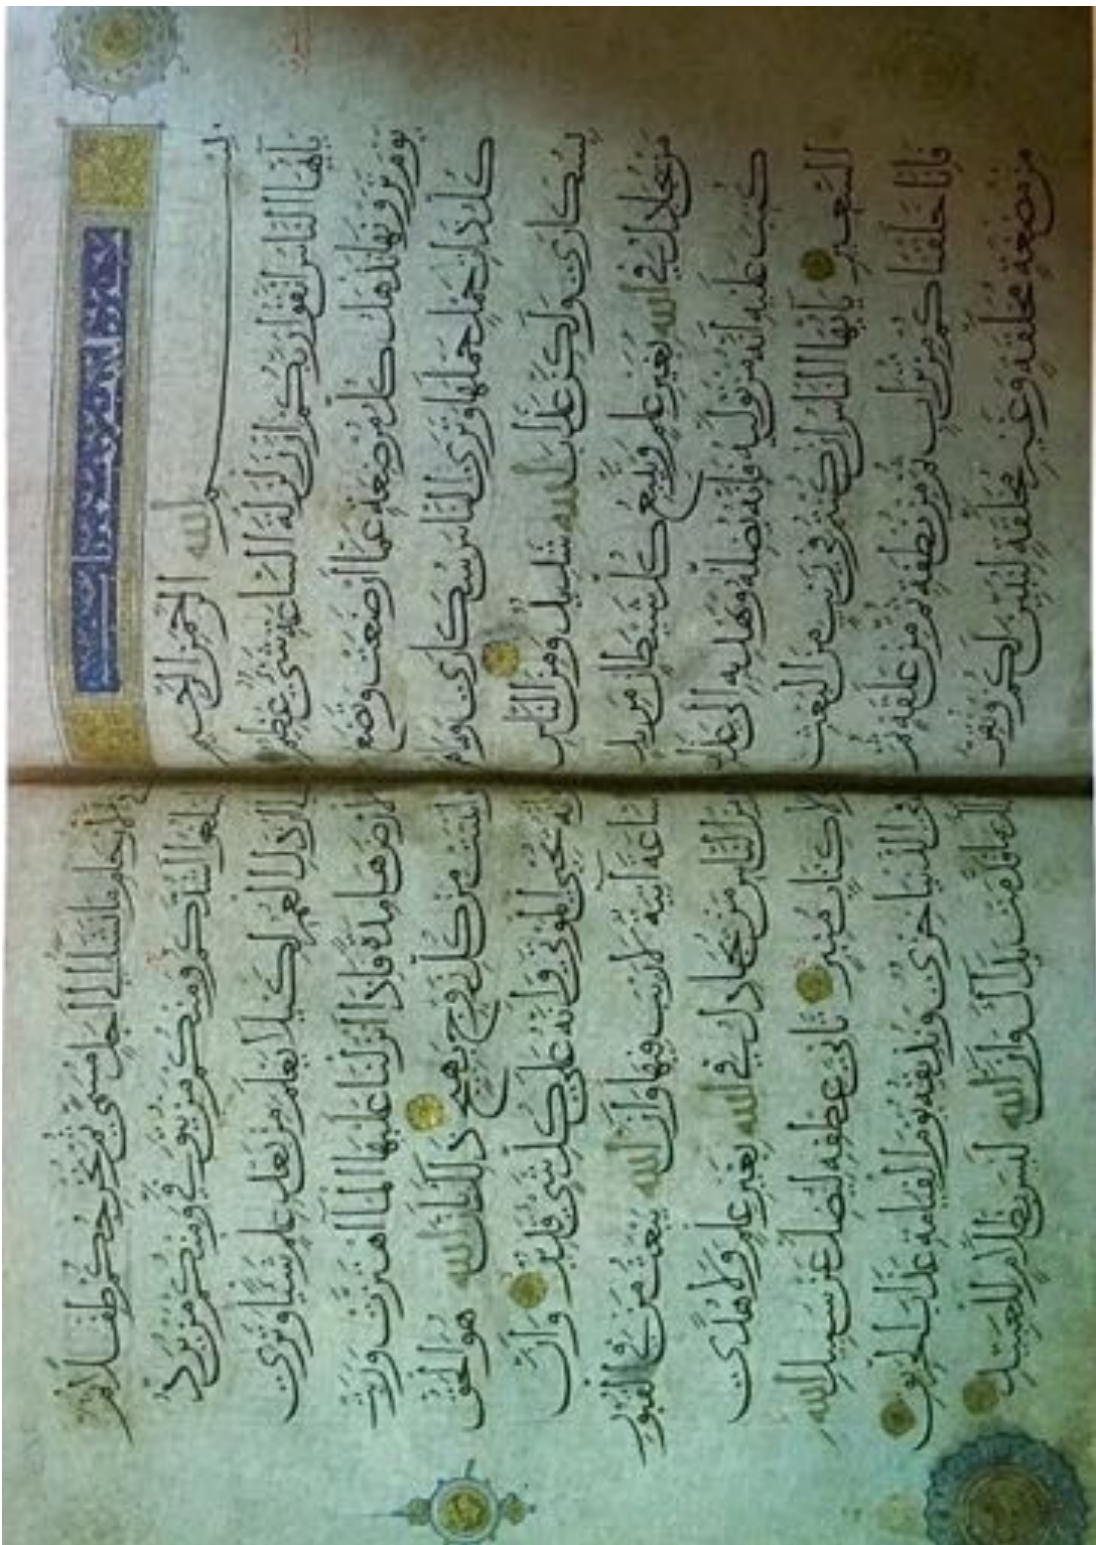 بسم الله الرحمن الرحيم
يأيها الناس اتقوا ربكم إن زلزلة الساعة شيء عظيم
يوم ترونها تذهل كل مرضعة عما أرضعت وتضع
كل ذات حمل حملها وترى الناس سكارى وما هم
بسكارى ولكن عذاب الله شديد ومن الناس
من يجادل في الله بغير علم ويتبع كل شيطان مريد
كتب عليه أنه من تولاه فأنه يضله ويهديه إلى عذاب
السعير يأيها الناس إن كنتم في ريب من البعث
فإنا خلقناكم من تراب ثم من نطفة ثم من علقة ثم
من مضغة مخلقة وغير مخلقة لنبين لكم ونقر
في الأرحام ما نشاء إلى أجل مسمى ثم نخرجكم طفلا ثم
لتبلغوا أشدكم ومنكم من يتوفى ومنكم من يرد
إلى أرذل العمر لكيلا يعلم من بعد علم شيئا وترى
الأرض هامدة فإذا أنزلنا عليها الماء اهتزت وربت
وأنبتت من كل زوج بهيج ذلك بأن الله هو الحق
وأنه يحيي الموتى وأنه على كل شيء قدير وأن
الساعة آتية لا ريب فيها وأن الله يبعث من في القبور
ومن الناس من يجادل في الله بغير علم ولا هدى
ولا كتاب منير ثاني عطفه ليضل عن سبيل الله
له في الدنيا خزي ونذيقه يوم القيامة عذاب الحريق
ذلك بما قدمت يداك وأن الله ليس بظلام للعبيد